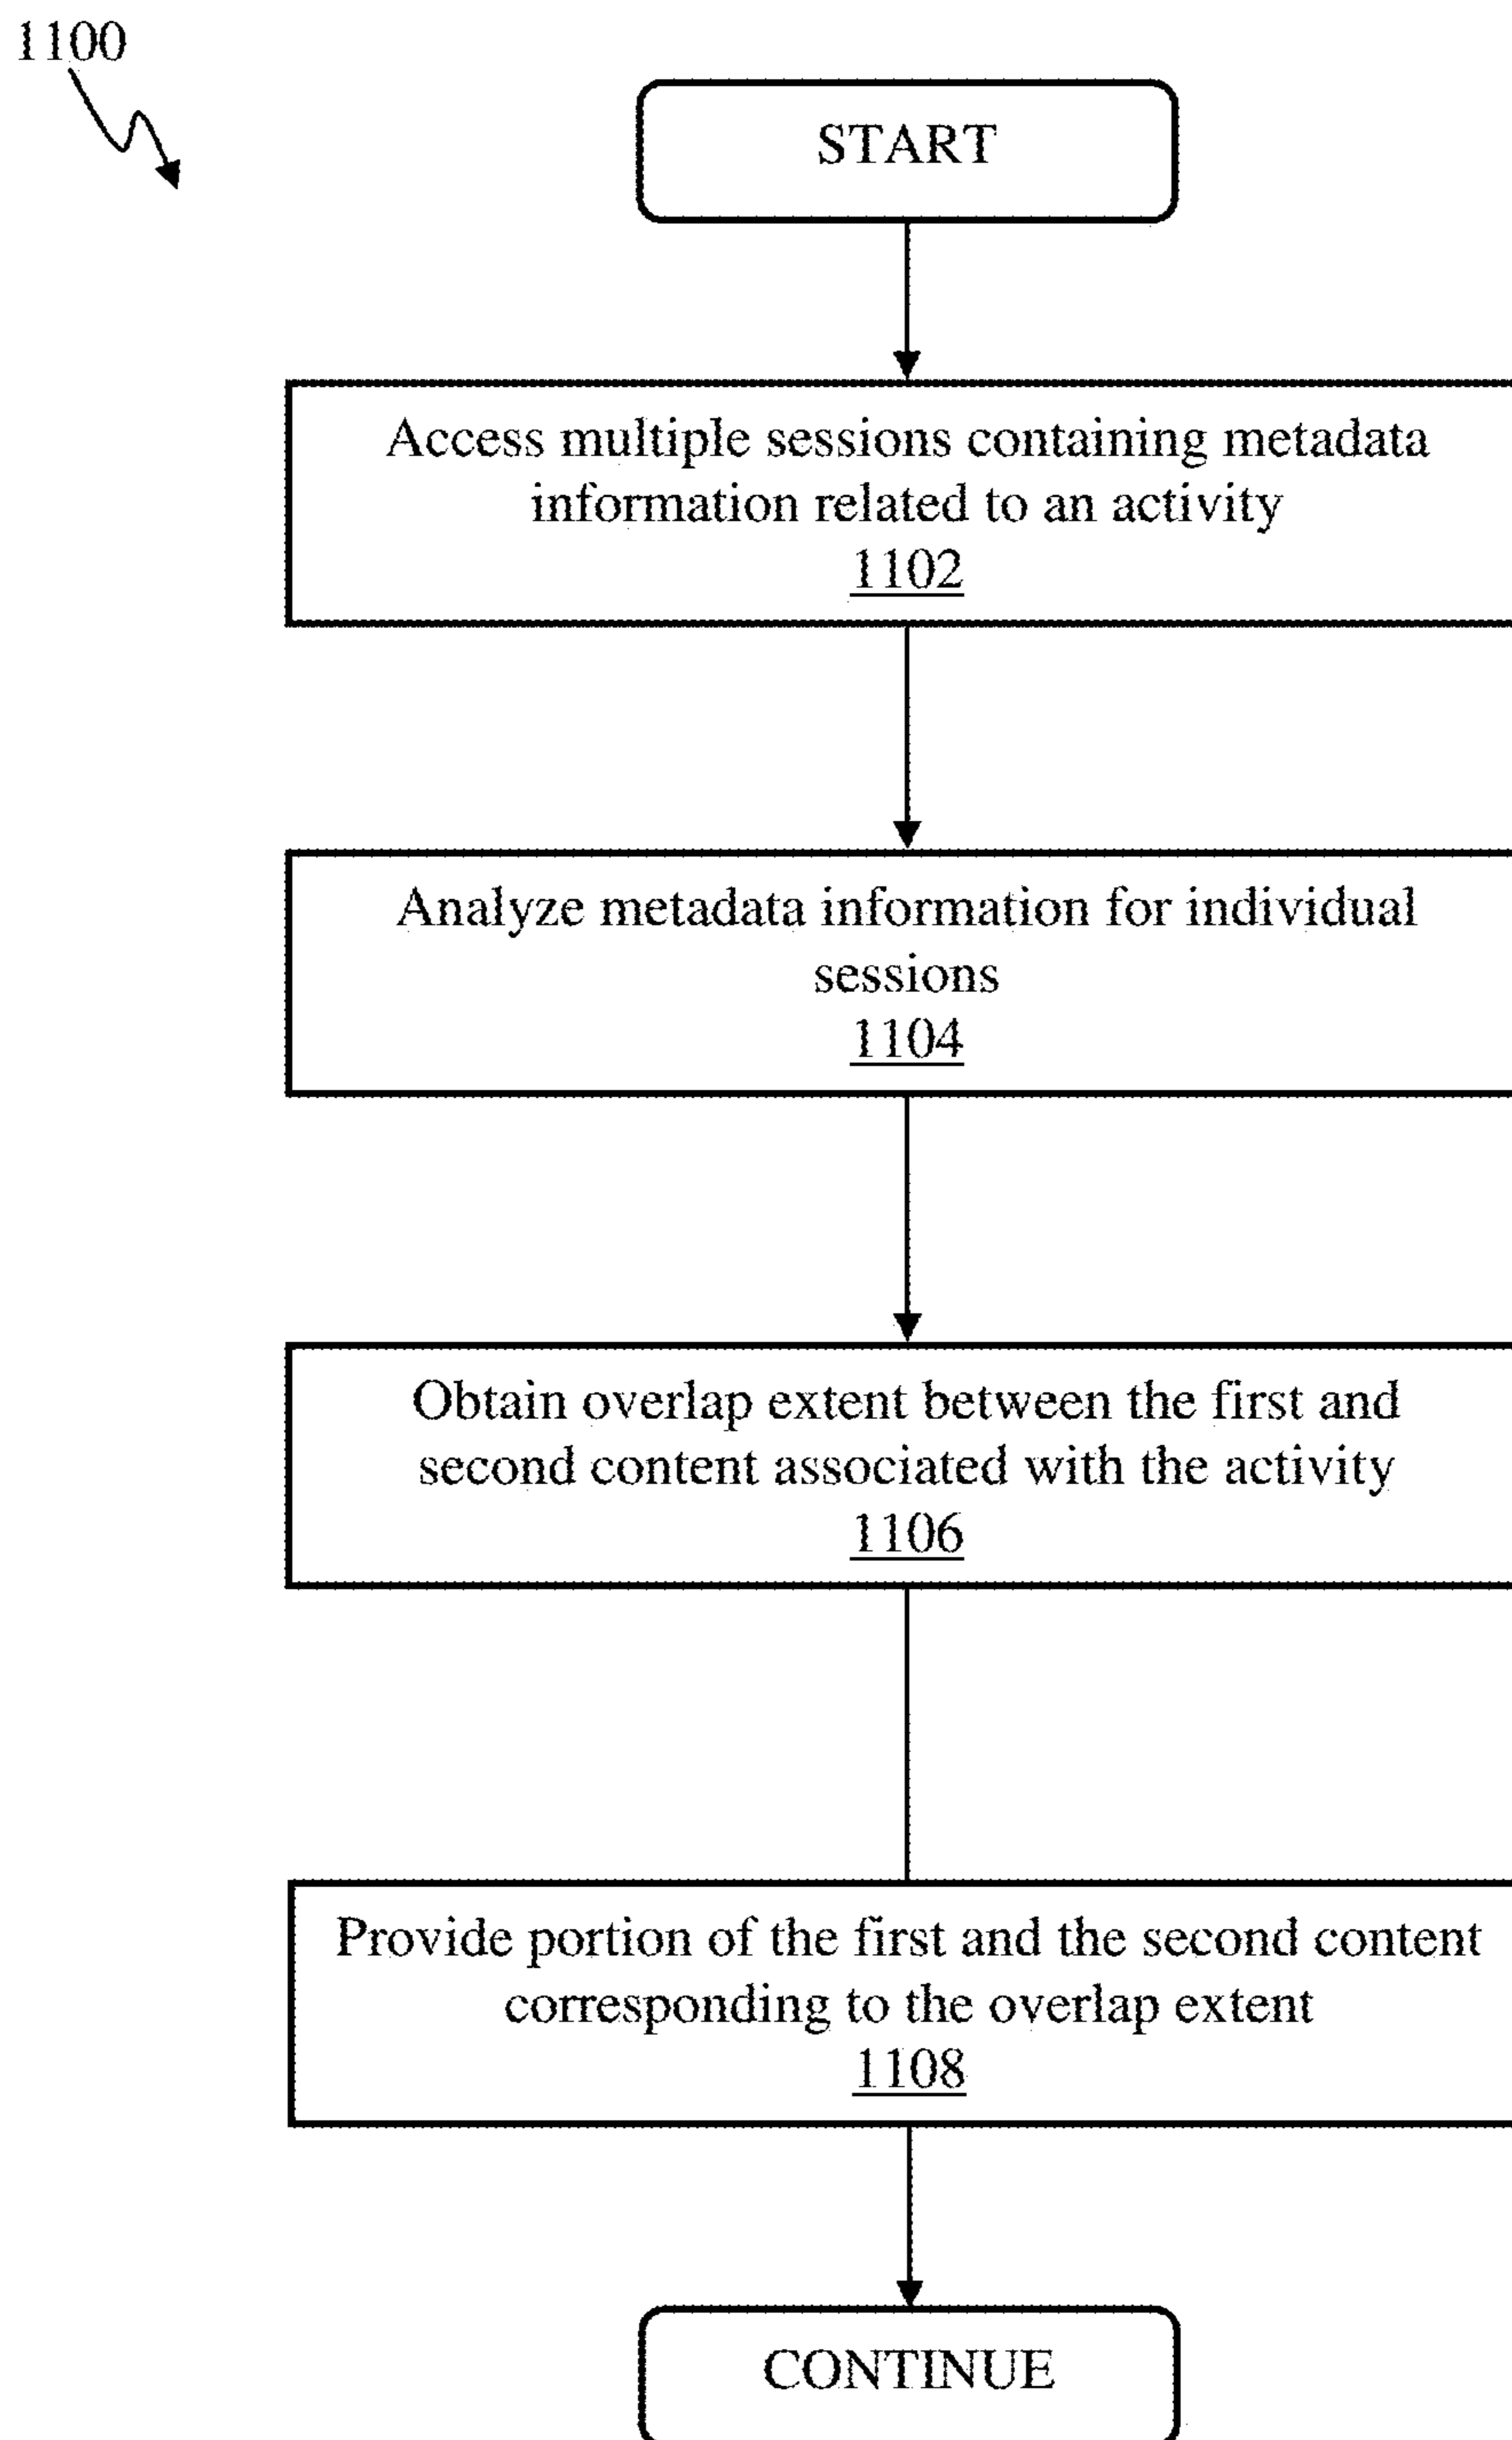 1100
START
Access multiple sessions containing metadata
information related to an activity
1102
Analyze metadata information for individual
sessions
1104
Obtain overlap extent between the first and
second content associated with the activity
1106
Provide portion of the first and the second content
corresponding to the overlap extent
1108
CONTINUE